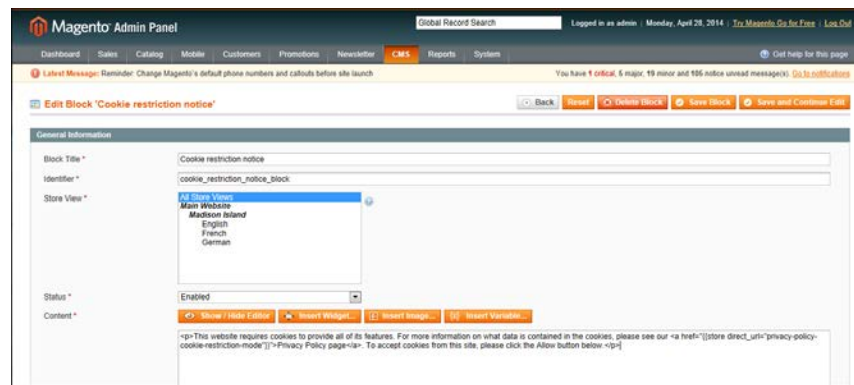 Magento Admin Panel
Global Record Search
Logged in as admin | Monday, April 28, 2014 | Try Magento Go for Free | Log Out
Dashboard Sales Catalog Mobile Customers Promotions Newsletter CMS Reports System
Get help for this page
Latest Message: Reminder: Change Magento's default phone numbers and callouts before site launch
You have 1 critical, 5 major, 19 minor and 105 notice unread message(s). Go to notifications
Edit Block 'Cookie restriction notice'
Back Reset Delete Block Save Block Save and Continue Edit
General Information
Block Title *
Cookie restriction notice
Identifier *
cookie_restriction_notice_block
Store View *
All Store Views
Main Website
Madison Island
English
French
German
Status *
Enabled
Content *
Show / Hide Editor Insert Widget... Insert Image... Insert Variable...
<p>This website requires cookies to provide all of its features. For more information on what data is contained in the cookies, please see our <a href="{{store direct_url="privacy-policy-
cookie-restriction-mode"}}">Privacy Policy page</a>. To accept cookies from this site, please click the Allow button below.</p>